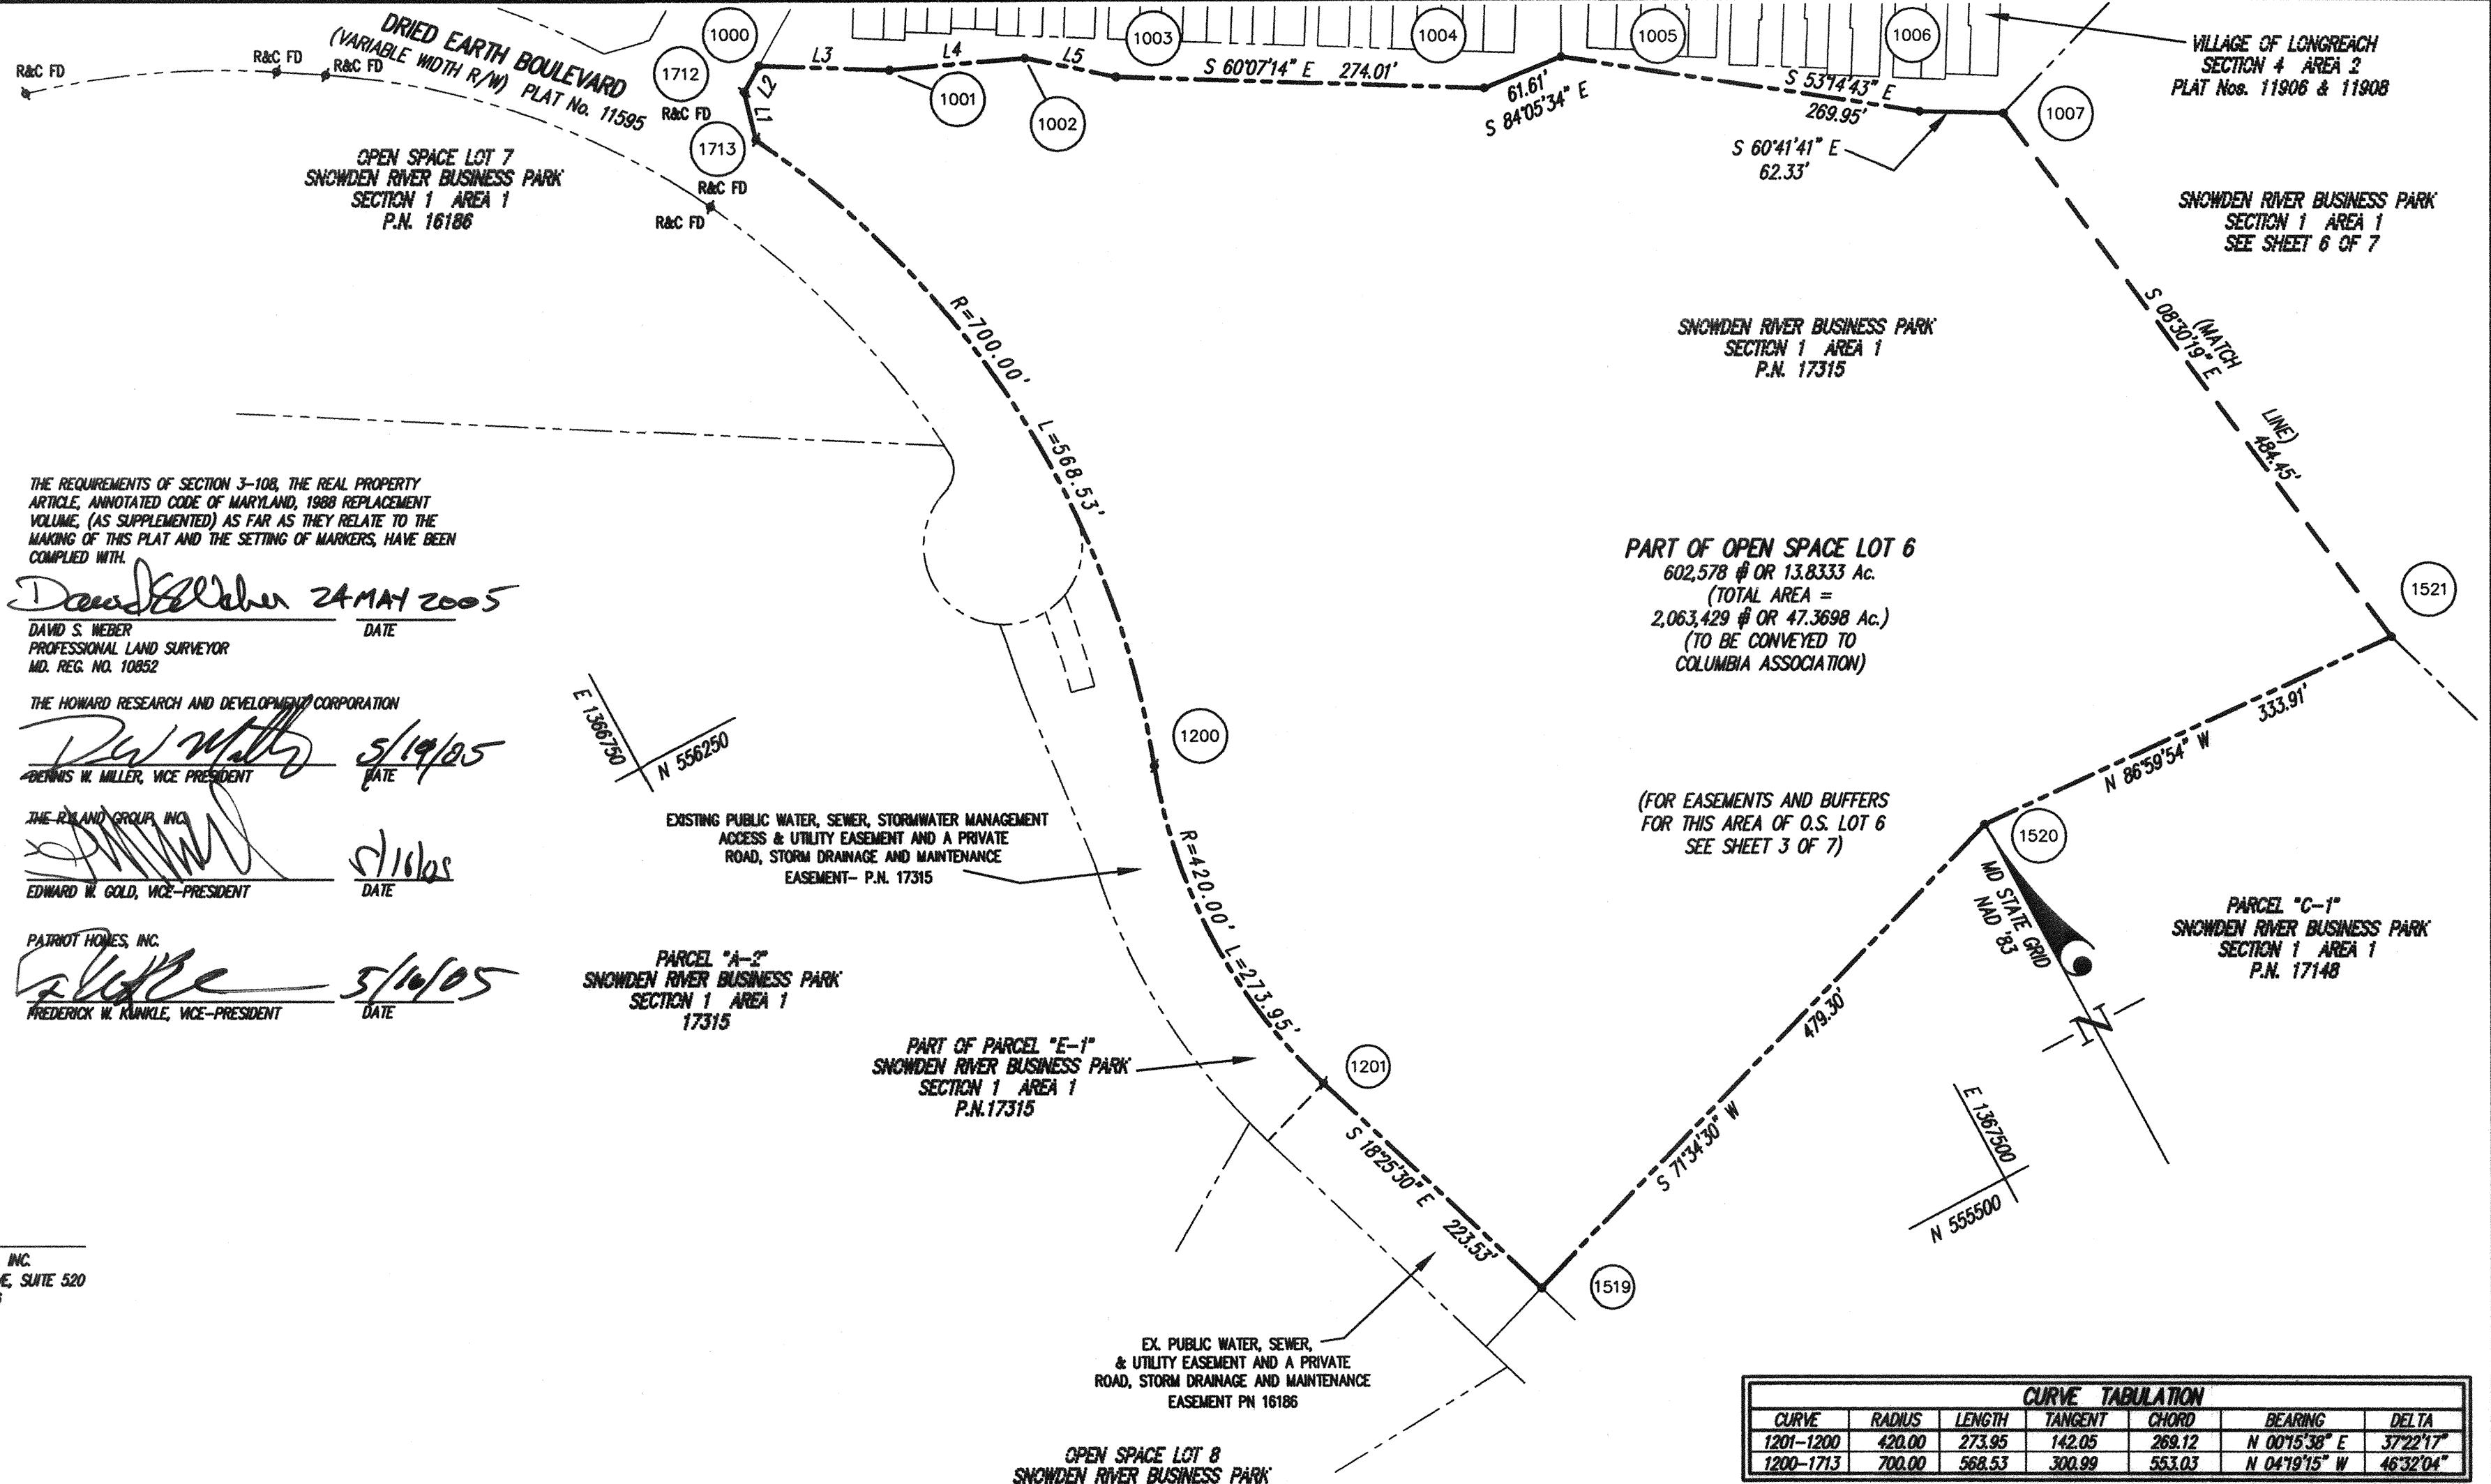 DRIED EARTH BOULEVARD
(VARIABLE WIDTH R/W) PLAT No. 11595
R&C FD
R&C FD
R&C FD
1000
1712
R&C FD
1713
R&C FD
R&C FD
L1
L2
L3
L4
L5
1001
1002
1003
1004
1005
1006
1007
S 60°07'14" E 274.01'
61.61'
S 84°05'34" E
S 53°14'43" E
269.95'
S 60°41'41" E
62.33'
VILLAGE OF LONGREACH
SECTION 4 AREA 2
PLAT Nos. 11906 & 11908
OPEN SPACE LOT 7
SNOWDEN RIVER BUSINESS PARK
SECTION 1 AREA 1
P.N. 16186
SNOWDEN RIVER BUSINESS PARK
SECTION 1 AREA 1
SEE SHEET 6 OF 7
SNOWDEN RIVER BUSINESS PARK
SECTION 1 AREA 1
P.N. 17315
S 08°30'19" E
(MATCH
LINE)
484.45'
R=700.00'
L=568.53'
THE REQUIREMENTS OF SECTION 3-108, THE REAL PROPERTY
ARTICLE, ANNOTATED CODE OF MARYLAND, 1988 REPLACEMENT
VOLUME, (AS SUPPLEMENTED) AS FAR AS THEY RELATE TO THE
MAKING OF THIS PLAT AND THE SETTING OF MARKERS, HAVE BEEN
COMPLIED WITH.
24 MAY 2005
DAVID S. WEBER
DATE
PROFESSIONAL LAND SURVEYOR
MD. REG. NO. 10852
THE HOWARD RESEARCH AND DEVELOPMENT CORPORATION
5/19/05
DENNIS W. MILLER, VICE PRESIDENT
DATE
THE RYLAND GROUP, INC.
5/16/05
EDWARD W. GOLD, VICE-PRESIDENT
DATE
PATRIOT HOMES, INC.
5/16/05
FREDERICK W. KUNKLE, VICE-PRESIDENT
DATE
PART OF OPEN SPACE LOT 6
602,578 OR 13.8333 Ac.
(TOTAL AREA =
2,063,429 OR 47.3698 Ac.)
(TO BE CONVEYED TO
COLUMBIA ASSOCIATION)
1521
333.91'
N 86°59'54" W
E 1366750
N 556250
1200
EXISTING PUBLIC WATER, SEWER, STORMWATER MANAGEMENT
ACCESS & UTILITY EASEMENT AND A PRIVATE
ROAD, STORM DRAINAGE AND MAINTENANCE
EASEMENT- P.N. 17315
(FOR EASEMENTS AND BUFFERS
FOR THIS AREA OF O.S. LOT 6
SEE SHEET 3 OF 7)
1520
MD STATE GRID
NAD '83
PARCEL "C-1"
SNOWDEN RIVER BUSINESS PARK
SECTION 1 AREA 1
P.N. 17148
R=420.00' L=273.95'
PARCEL "A-2"
SNOWDEN RIVER BUSINESS PARK
SECTION 1 AREA 1
17315
PART OF PARCEL "E-1"
SNOWDEN RIVER BUSINESS PARK
SECTION 1 AREA 1
P.N.17315
1201
479.30'
S 71°34'30" W
S 18°25'30" E 223.53'
E 1367500
N 555500
1519
INC.
E, SUITE 520
EX. PUBLIC WATER, SEWER,
& UTILITY EASEMENT AND A PRIVATE
ROAD, STORM DRAINAGE AND MAINTENANCE
EASEMENT PN 16186
OPEN SPACE LOT 8
SNOWDEN RIVER BUSINESS PARK
CURVE TABULATION
CURVE RADIUS LENGTH TANGENT CHORD BEARING DELTA
1201-1200 420.00 273.95 142.05 269.12 N 00°15'38" E 37°22'17"
1200-1713 700.00 568.53 300.99 553.03 N 04°19'15" W 46°32'04"